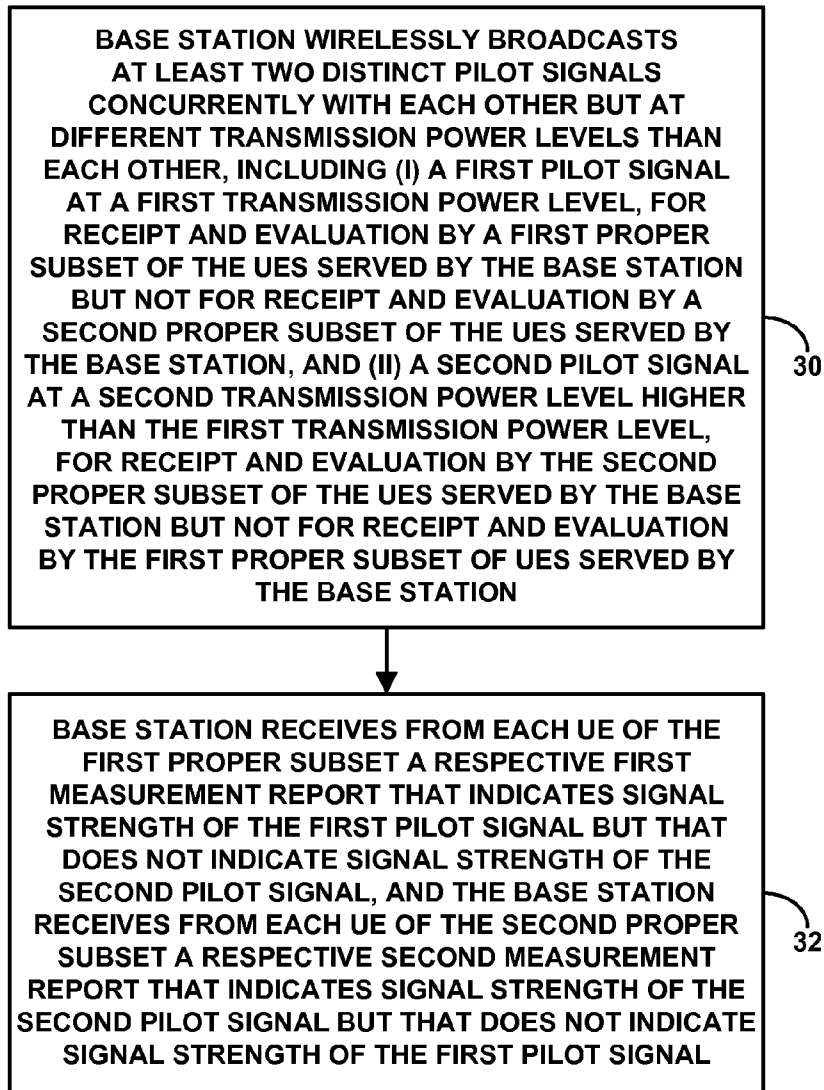 BASE STATION WIRELESSLY BROADCASTS
AT LEAST TWO DISTINCT PILOT SIGNALS
CONCURRENTLY WITH EACH OTHER BUT AT
DIFFERENT TRANSMISSION POWER LEVELS THAN
EACH OTHER, INCLUDING (I) A FIRST PILOT SIGNAL
AT A FIRST TRANSMISSION POWER LEVEL, FOR
RECEIPT AND EVALUATION BY A FIRST PROPER
SUBSET OF THE UES SERVED BY THE BASE STATION
BUT NOT FOR RECEIPT AND EVALUATION BY A
SECOND PROPER SUBSET OF THE UES SERVED BY
THE BASE STATION, AND (II) A SECOND PILOT SIGNAL
AT A SECOND TRANSMISSION POWER LEVEL HIGHER
THAN THE FIRST TRANSMISSION POWER LEVEL,
FOR RECEIPT AND EVALUATION BY THE SECOND
PROPER SUBSET OF THE UES SERVED BY THE BASE
STATION BUT NOT FOR RECEIPT AND EVALUATION
BY THE FIRST PROPER SUBSET OF UES SERVED BY
THE BASE STATION
30
BASE STATION RECEIVES FROM EACH UE OF THE
FIRST PROPER SUBSET A RESPECTIVE FIRST
MEASUREMENT REPORT THAT INDICATES SIGNAL
STRENGTH OF THE FIRST PILOT SIGNAL BUT THAT
DOES NOT INDICATE SIGNAL STRENGTH OF THE
SECOND PILOT SIGNAL, AND THE BASE STATION
RECEIVES FROM EACH UE OF THE SECOND PROPER
SUBSET A RESPECTIVE SECOND MEASUREMENT
REPORT THAT INDICATES SIGNAL STRENGTH OF THE
SECOND PILOT SIGNAL BUT THAT DOES NOT INDICATE
SIGNAL STRENGTH OF THE FIRST PILOT SIGNAL
32